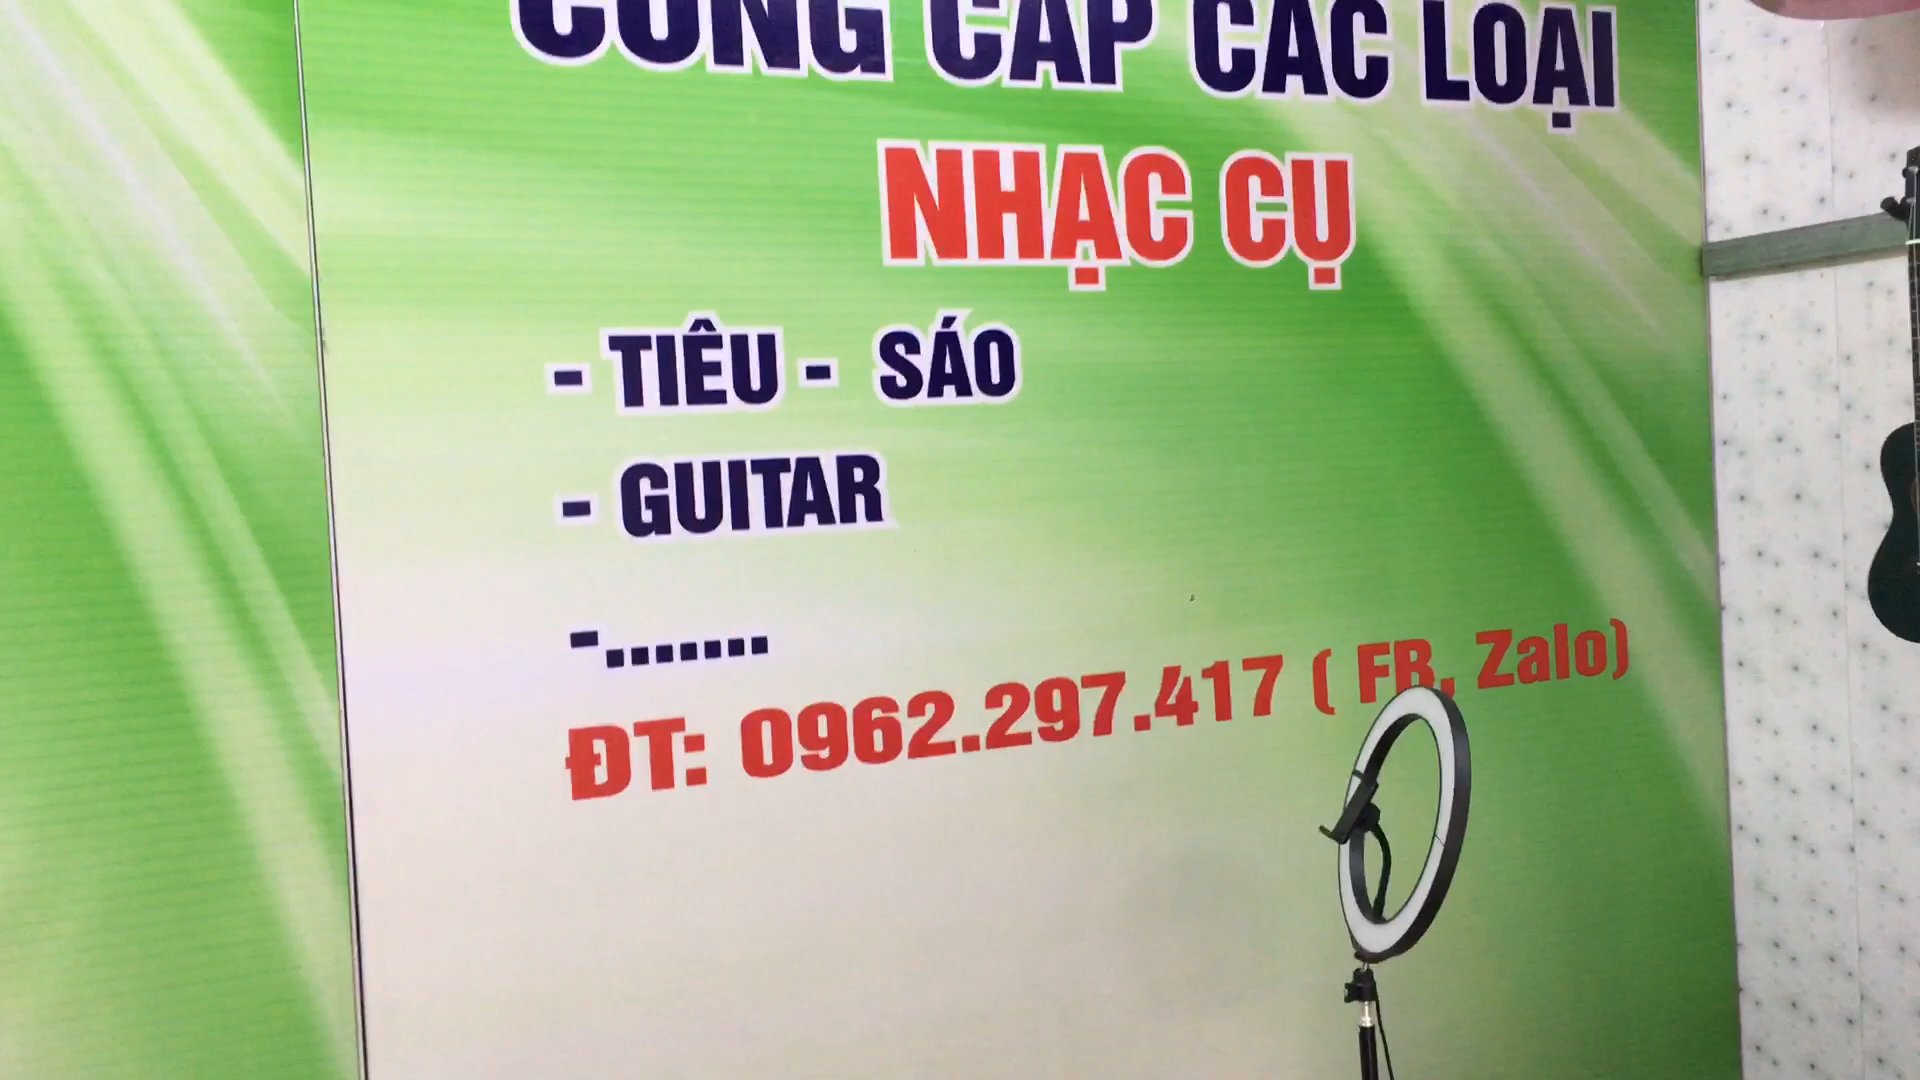 CUNG CẤP CÁC LOẠI
NHẠC CỤ
- TIÊU - SÁO
- GUITAR
-.......
ĐT: 0962.297.417 ( FB, Zalo)